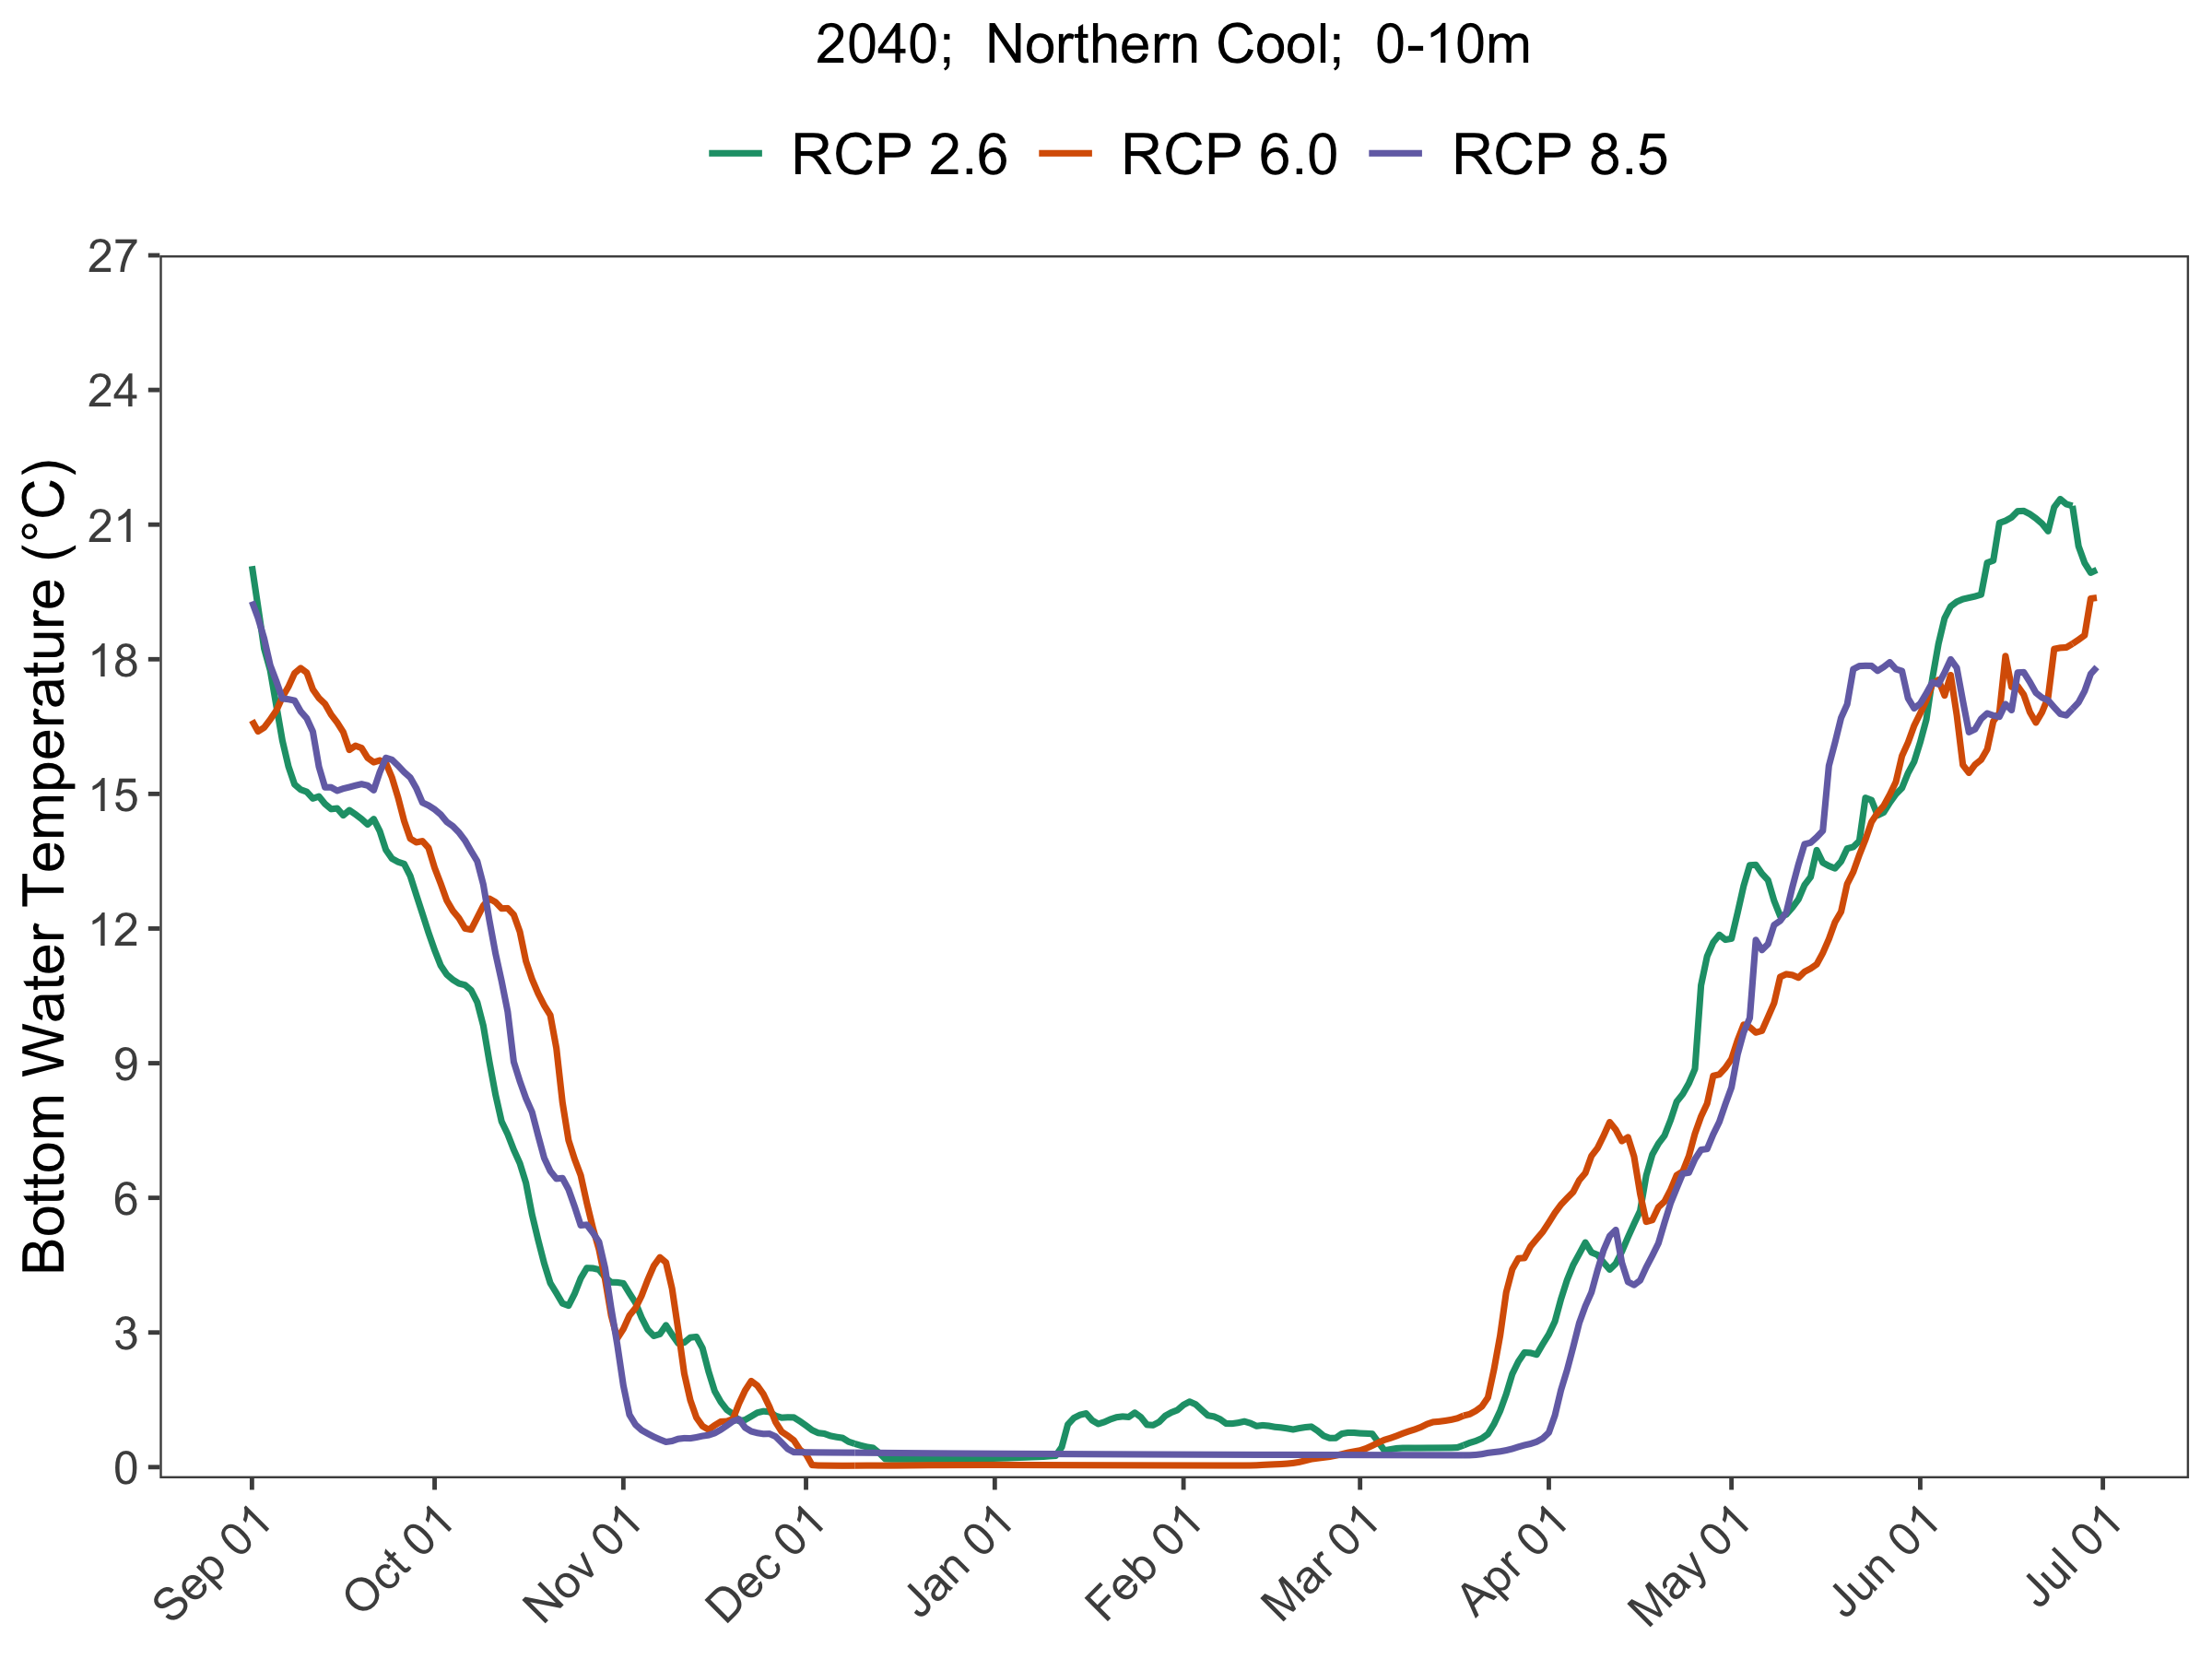 2040;  Northern Cool;  0-10m
RCP 2.6 RCP 6.0 RCP 8.5
Bottom Water Temperature (°C)
27
24
21
18
15
12
9
6
3
0
Sep 01 Oct 01 Nov 01 Dec 01 Jan 01 Feb 01 Mar 01 Apr 01 May 01 Jun 01 Jul 01